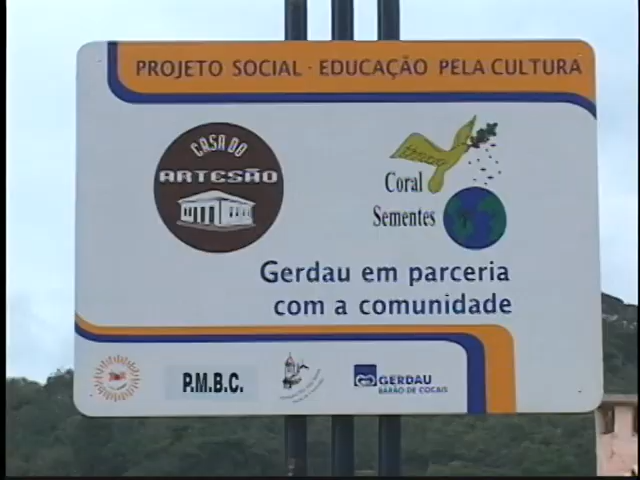 PROJETO SOCIAL · EDUCAÇÃO PELA CULTURA
CASA DO
ARTESÃO
Coral
Sementes
Gerdau em parceria
com a comunidade
P.M.B.C.
GERDAU
BARÃO DE COCAIS